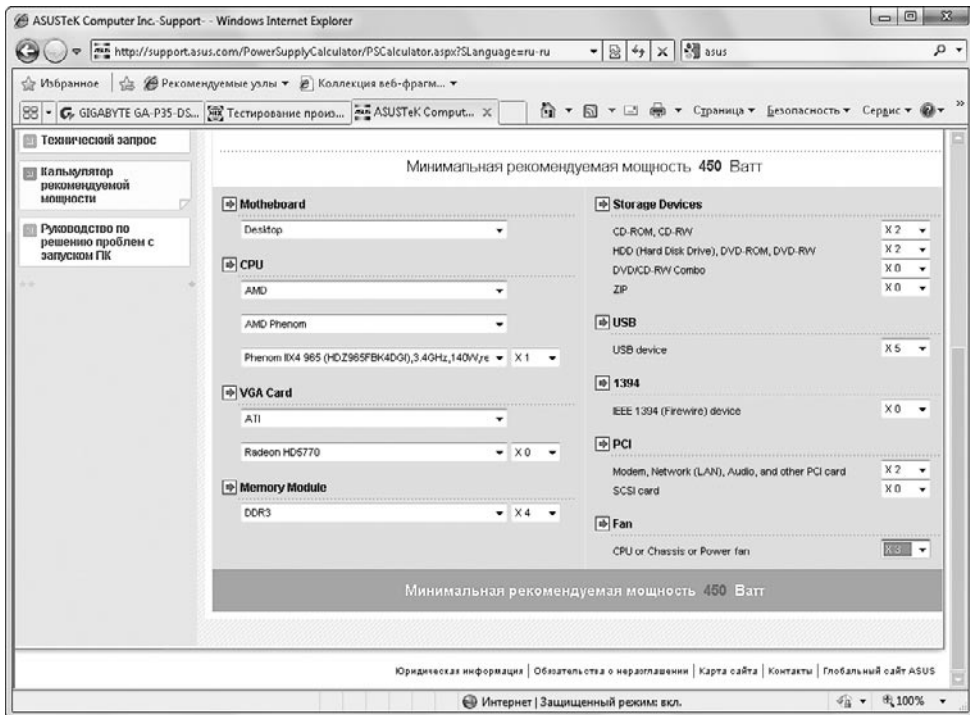 ASUSTeK Computer Inc.-Support- - Windows Internet Explorer
http://support.asus.com/PowerSupplyCalculator/PSCalculator.aspx?SLanguage=ru-ru
asus
Избранное
Рекомендуемые узлы
Коллекция веб-фрагм...
GIGABYTE GA-P35-DS...
Тестирование произ...
ASUSTeK Comput...
Страница
Безопасность
Сервис
Технический запрос
Калькулятор
рекомендуемой
мощности
Руководство по
решению проблем с
запуском ПК
Минимальная рекомендуемая мощность 450 Ватт
Motheboard
Desktop
CPU
AMD
AMD Phenom
Phenom IIX4 965 (HDZ965FBK4DGI),3.4GHz,140W,re X 1
VGA Card
ATI
Radeon HD5770 X 0
Memory Module
DDR3 X 4
Storage Devices
CD-ROM, CD-RW X 2
HDD (Hard Disk Drive), DVD-ROM, DVD-RW X 2
DVD/CD-RW Combo X 0
ZIP X 0
USB
USB device X 5
1394
IEEE 1394 (Firewire) device X 0
PCI
Modem, Network (LAN), Audio, and other PCI card X 2
SCSI card X 0
Fan
CPU or Chassis or Power fan X 3
Минимальная рекомендуемая мощность 450 Ватт
Юридическая информация | Обязательства о неразглашении | Карта сайта | Контакты | Глобальный сайт ASUS
Интернет | Защищенный режим: вкл.
100%